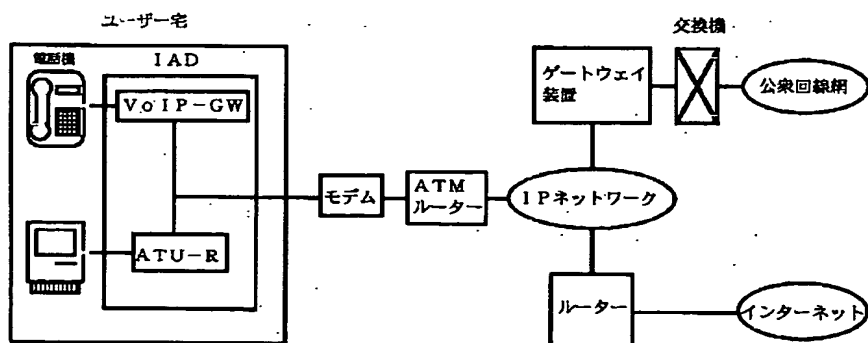 ユーザー宅
電話機
IAD
VoIP-GW
ATU-R
モデム
ATM
ルーター
IPネットワーク
ゲートウェイ
装置
交換機
公衆回線網
ルーター
インターネット